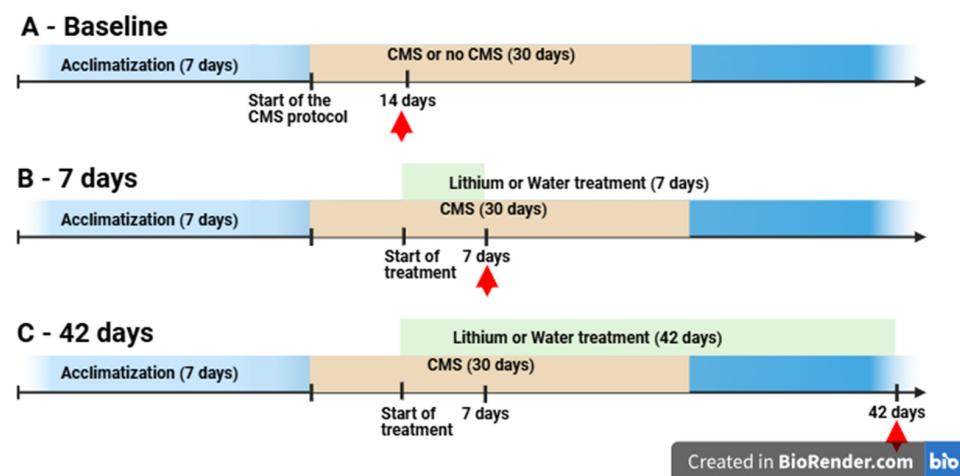 A - Baseline
CMS or no CMS (30 days)
Acclimatization (7 days)
Start of the
CMS protocol
14 days
B - 7 days
Lithium or Water treatment (7 days)
CMS (30 days)
Acclimatization (7 days)
Start of
treatment
7 days
C - 42 days
Lithium or Water treatment (42 days)
CMS (30 days)
Acclimatization (7 days)
Start of
treatment
7 days
42 days
Created in BioRender.com bio